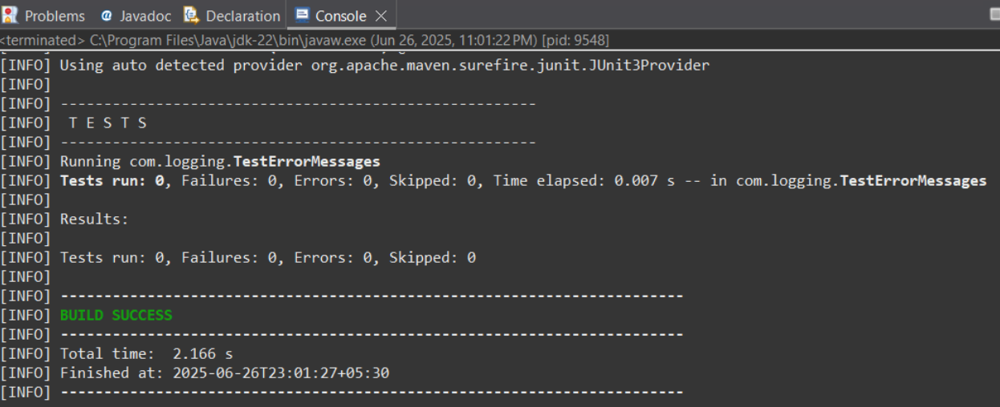 Problems @ Javadoc Declaration Console
<terminated> C:\Program Files\Java\jdk-22\bin\javaw.exe (Jun 26, 2025, 11:01:22 PM) [pid: 9548]
[INFO] Using auto detected provider org.apache.maven.surefire.junit.JUnit3Provider
[INFO]
[INFO] -------------------------------------------------------
[INFO]  T E S T S
[INFO] -------------------------------------------------------
[INFO] Running com.logging.TestErrorMessages
[INFO] Tests run: 0, Failures: 0, Errors: 0, Skipped: 0, Time elapsed: 0.007 s -- in com.logging.TestErrorMessages
[INFO]
[INFO] Results:
[INFO]
[INFO] Tests run: 0, Failures: 0, Errors: 0, Skipped: 0
[INFO]
[INFO] ------------------------------------------------------------------------
[INFO] BUILD SUCCESS
[INFO] ------------------------------------------------------------------------
[INFO] Total time:  2.166 s
[INFO] Finished at: 2025-06-26T23:01:27+05:30
[INFO] ------------------------------------------------------------------------